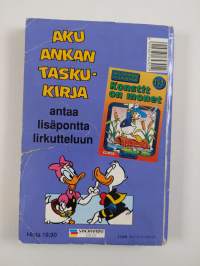 AKU
ANKAN
TASKU-
KIRJA
antaa
lisäpontta
lirkutteluun
Konstit
on monet